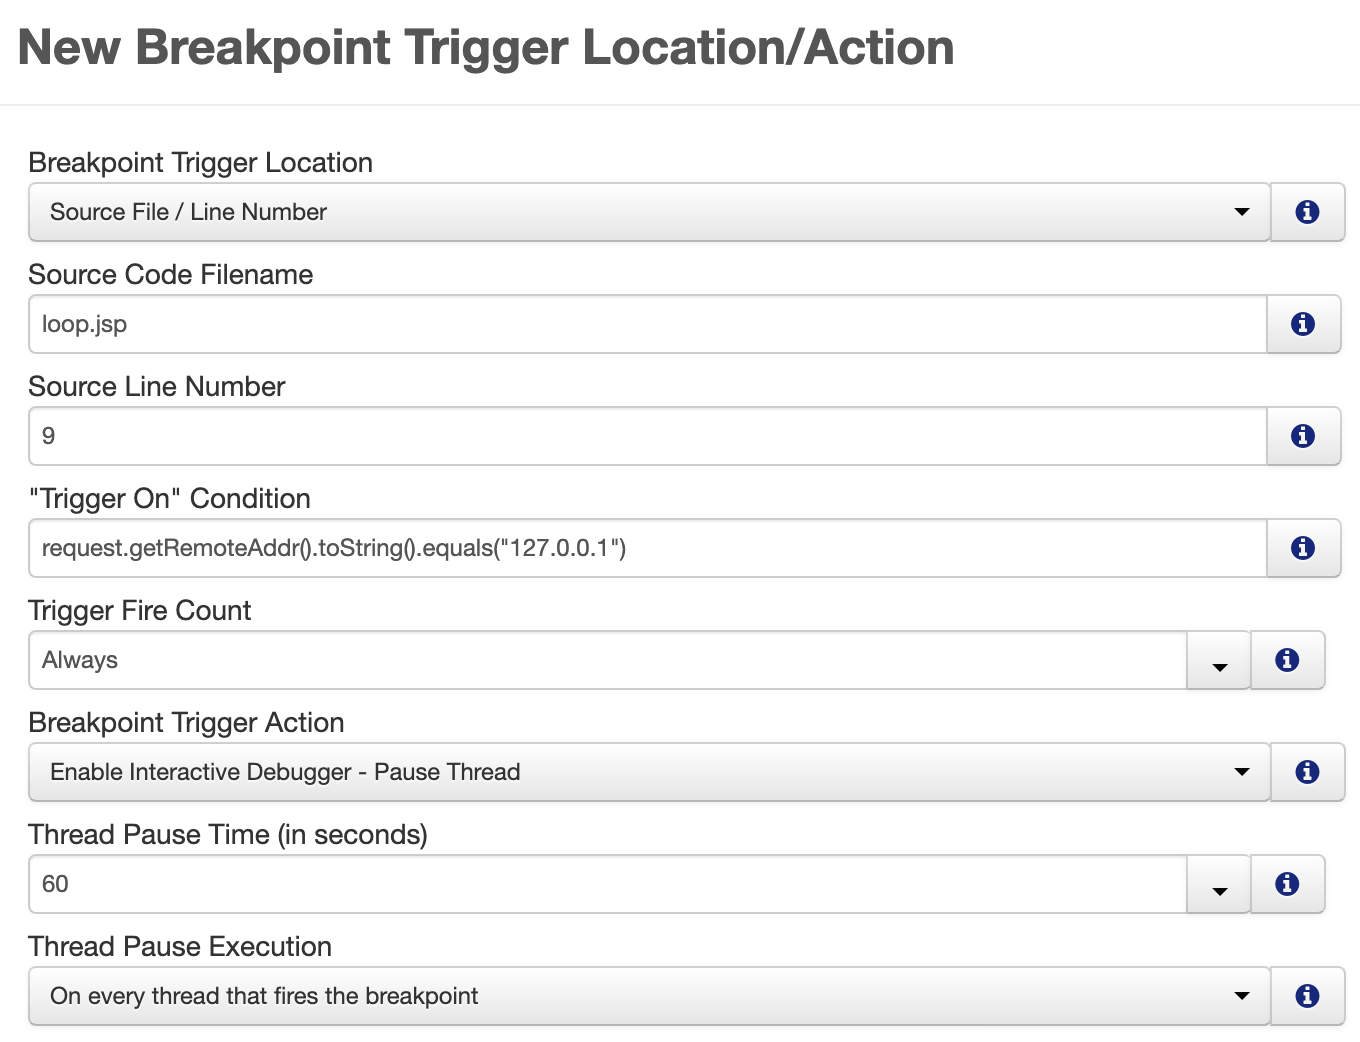 New Breakpoint Trigger Location/Action
Breakpoint Trigger Location
Source File / Line Number
Source Code Filename
loop.jsp
Source Line Number
9
"Trigger On" Condition
request.getRemoteAddr().toString().equals("127.0.0.1")
Trigger Fire Count
Always
Breakpoint Trigger Action
Enable Interactive Debugger - Pause Thread
Thread Pause Time (in seconds)
60
Thread Pause Execution
On every thread that fires the breakpoint